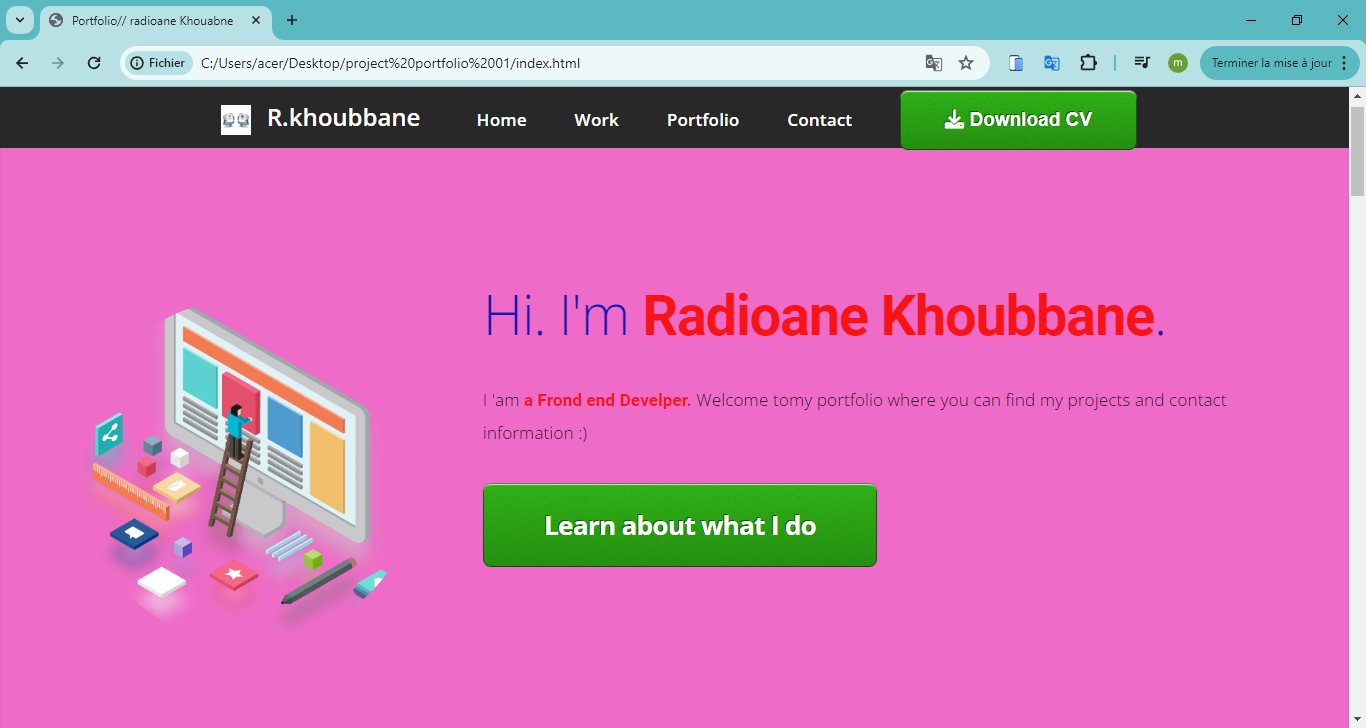 Portfolio// radioane Khouabne
Fichier
C:/Users/acer/Desktop/project%20portfolio%2001/index.html
m
Terminer la mise à jour
R.khoubbane
Home
Work
Portfolio
Contact
Download CV
Hi. I'm Radioane Khoubbane.
I 'am a Frond end Develper. Welcome tomy portfolio where you can find my projects and contact
information :)
Learn about what I do